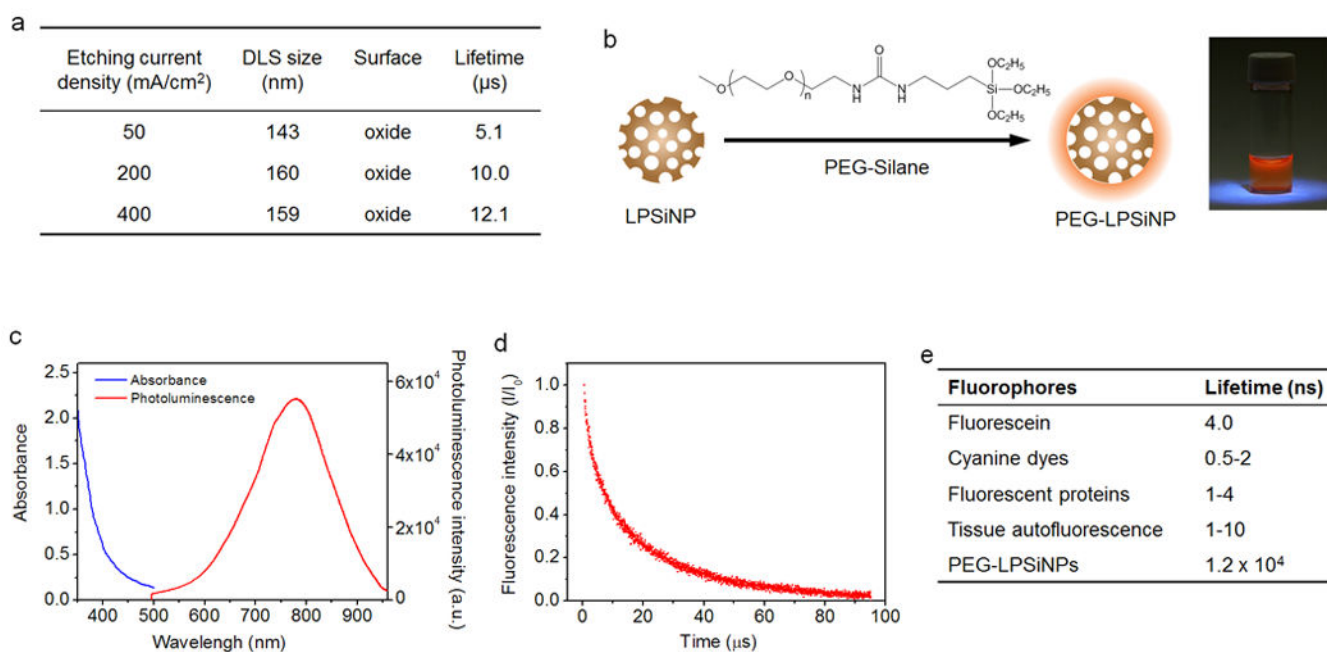 a
Etching current density (mA/cm²) DLS size (nm) Surface Lifetime (µs)
50 143 oxide 5.1
200 160 oxide 10.0
400 159 oxide 12.1
b
O
OC₂H₅
O O n N H N H Si OC₂H₅
OC₂H₅
PEG-Silane
LPSiNP
PEG-LPSiNP
c
Absorbance
2.5
2.0
1.5
1.0
0.5
0.0
Absorbance
Photoluminescence
6x10⁴
4x10⁴
2x10⁴
0
Photoluminescence intensity (a.u.)
400 500 600 700 800 900
Wavelengh (nm)
d
Fluorescence intensity (I/I₀)
1.0
0.8
0.6
0.4
0.2
0.0
0 20 40 60 80 100
Time (µs)
e
Fluorophores Lifetime (ns)
Fluorescein 4.0
Cyanine dyes 0.5-2
Fluorescent proteins 1-4
Tissue autofluorescence 1-10
PEG-LPSiNPs 1.2 x 10⁴